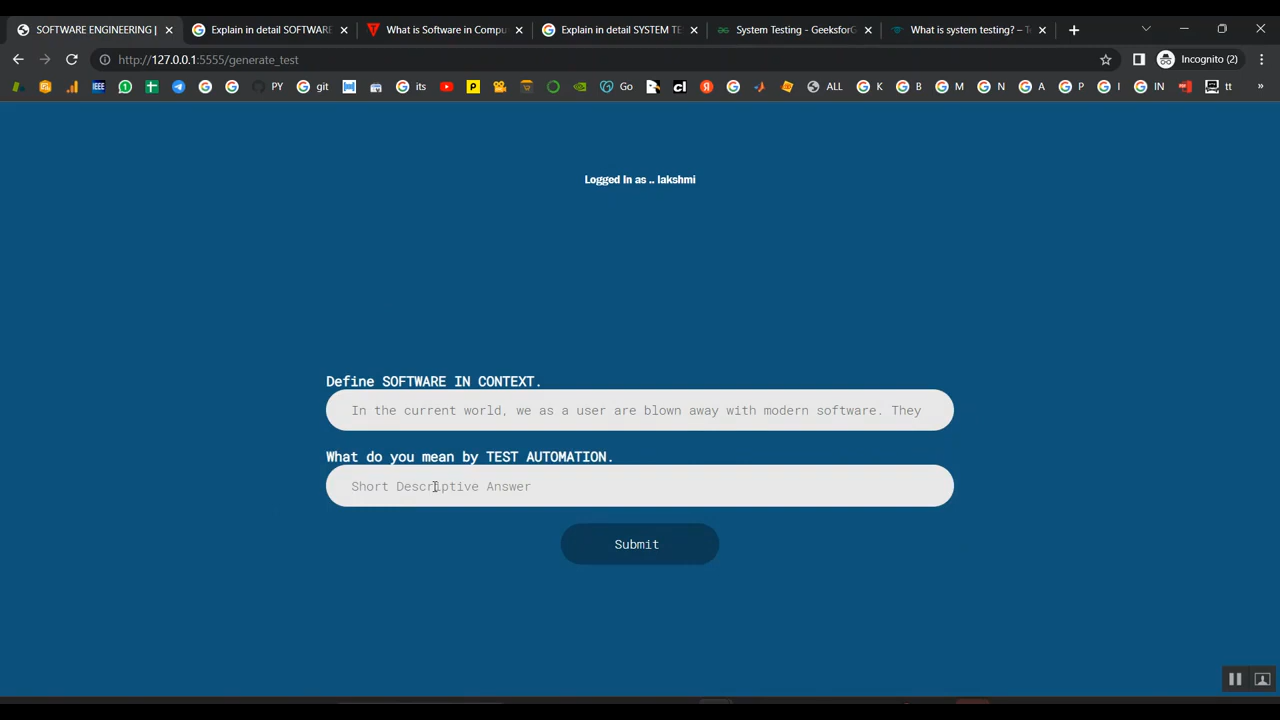 SOFTWARE ENGINEERING |
Explain in detail SOFTWARE
What is Software in Compu
Explain in detail SYSTEM TE
System Testing - GeeksforG
What is system testing? – Te
http://127.0.0.1:5555/generate_test
Incognito (2)
IEEE
PY
git
its
Go
ALL
K
B
M
N
A
P
I
IN
tt
»
Logged In as .. lakshmi
Define SOFTWARE IN CONTEXT.
In the current world, we as a user are blown away with modern software. They
What do you mean by TEST AUTOMATION.
Short Descriptive Answer
Submit